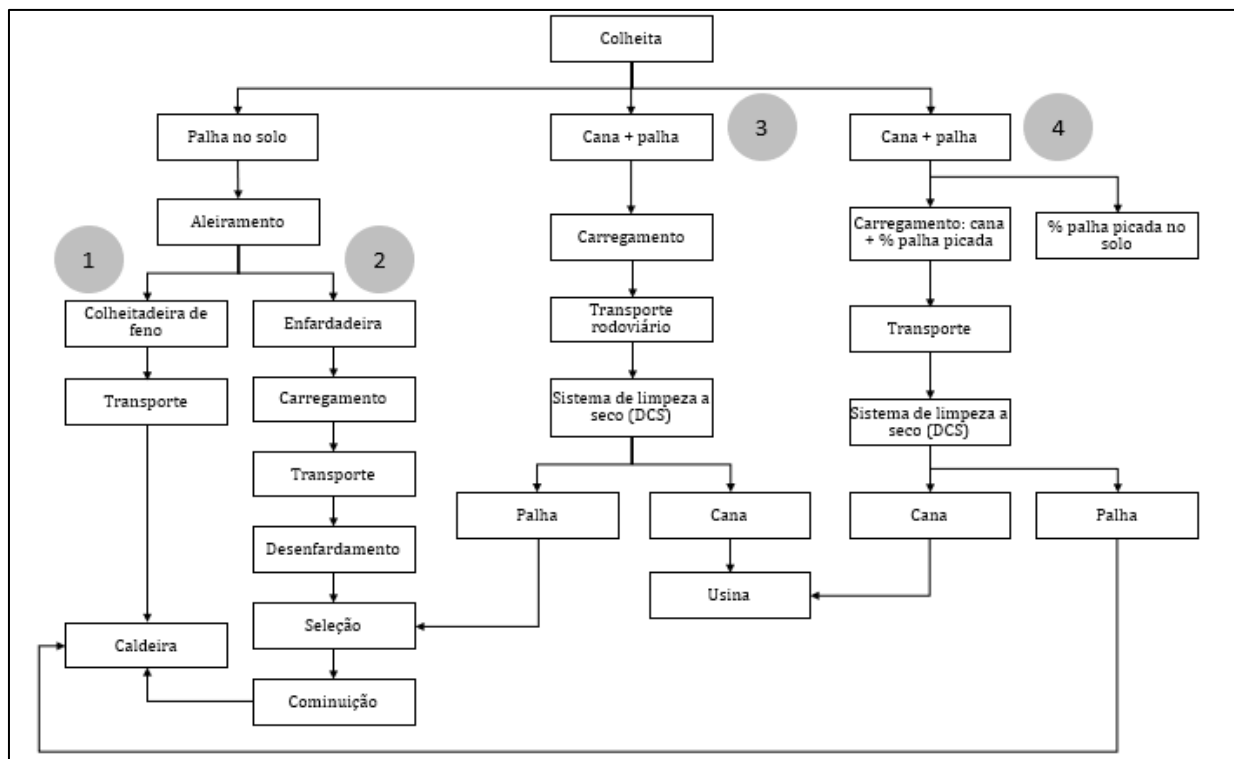 Colheita
Palha no solo
Cana + palha
3
Cana + palha
4
Aleiramento
Carregamento
Carregamento: cana
+ % palha picada
% palha picada no
solo
1
2
Colheitadeira de
feno
Enfardadeira
Transporte
rodoviário
Transporte
Transporte
Carregamento
Sistema de limpeza a
seco (DCS)
Sistema de limpeza a
seco (DCS)
Transporte
Palha
Cana
Cana
Palha
Desenfardamento
Usina
Seleção
Caldeira
Cominuição